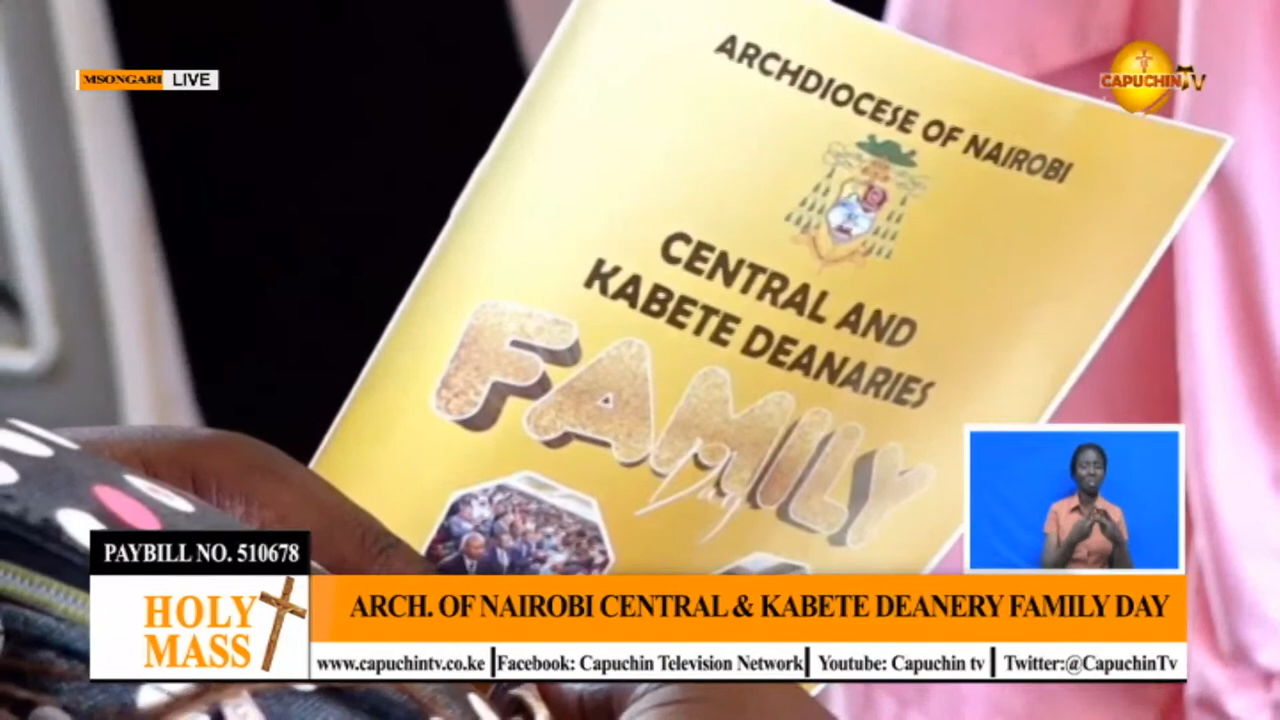 MSONGARI LIVE
CAPUCHIN TV
ARCHDIOCESE OF NAIROBI
CENTRAL AND
KABETE DEANARIES
FAMILY
Day
PAYBILL NO. 510678
HOLY
MASS
ARCH. OF NAIROBI CENTRAL & KABETE DEANERY FAMILY DAY
www.capuchintv.co.ke Facebook: Capuchin Television Network Youtube: Capuchin tv Twitter:@CapuchinTv